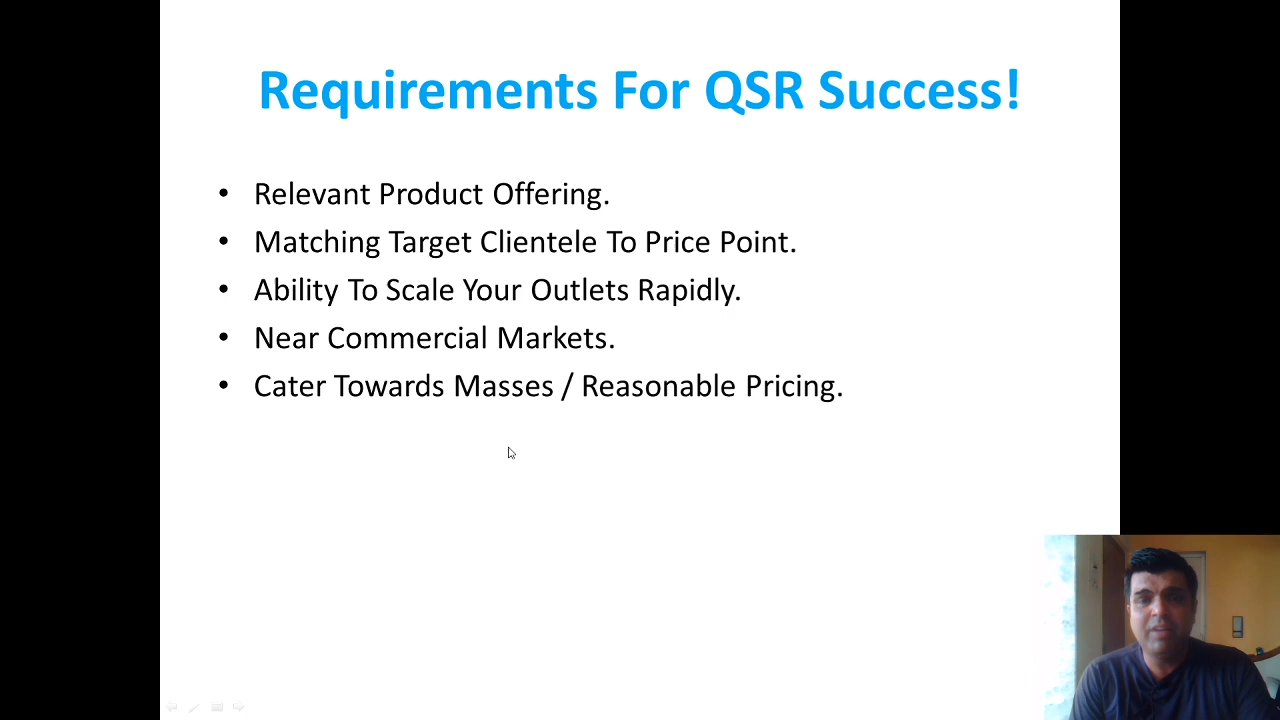 Requirements For QSR Success!
• Relevant Product Offering.
• Matching Target Clientele To Price Point.
• Ability To Scale Your Outlets Rapidly.
• Near Commercial Markets.
• Cater Towards Masses / Reasonable Pricing.